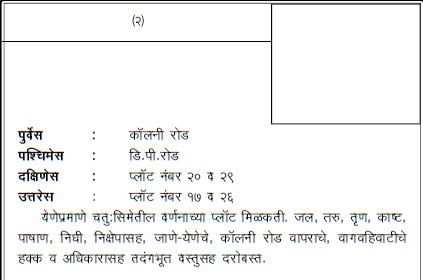 (२)
पुर्वेस : कॉलनी रोड
पश्चिमेस : डि.पी.रोड
दक्षिणेस : प्लॉट नंबर २० व २९
उत्तरेस : प्लॉट नंबर १७ व २६
येणेप्रमाणे चतु:सिमेतील वर्णनाच्या प्लॉट मिळकती. जल, तरु, तृण, काष्ट,
पाषाण, निधी, निक्षेपासह, जाणे-येणेचे, कॉलनी रोड वापराचे, वागवहिवाटीचे
हक्क व अधिकारासह तदंगभूत वस्तुसह दरोबस्त.